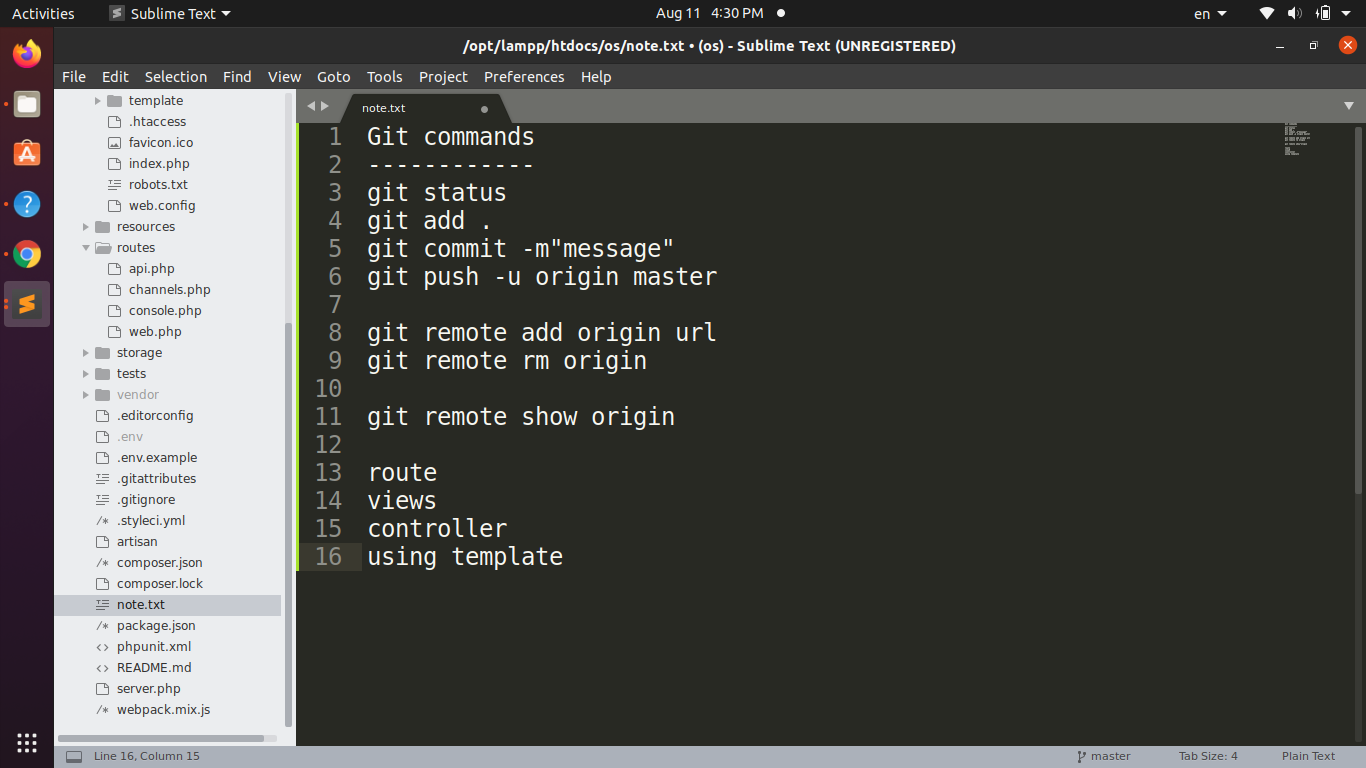 Activities
Sublime Text
Aug 11 4:30 PM
en
/opt/lampp/htdocs/os/note.txt • (os) - Sublime Text (UNREGISTERED)
File Edit Selection Find View Goto Tools Project Preferences Help
template
.htaccess
favicon.ico
index.php
robots.txt
web.config
resources
routes
api.php
channels.php
console.php
web.php
storage
tests
vendor
.editorconfig
.env
.env.example
.gitattributes
.gitignore
.styleci.yml
artisan
composer.json
composer.lock
note.txt
package.json
phpunit.xml
README.md
server.php
webpack.mix.js
note.txt
1 Git commands
2 ------------
3 git status
4 git add .
5 git commit -m"message"
6 git push -u origin master
7
8 git remote add origin url
9 git remote rm origin
10
11 git remote show origin
12
13 route
14 views
15 controller
16 using template
Line 16, Column 15
master
Tab Size: 4
Plain Text